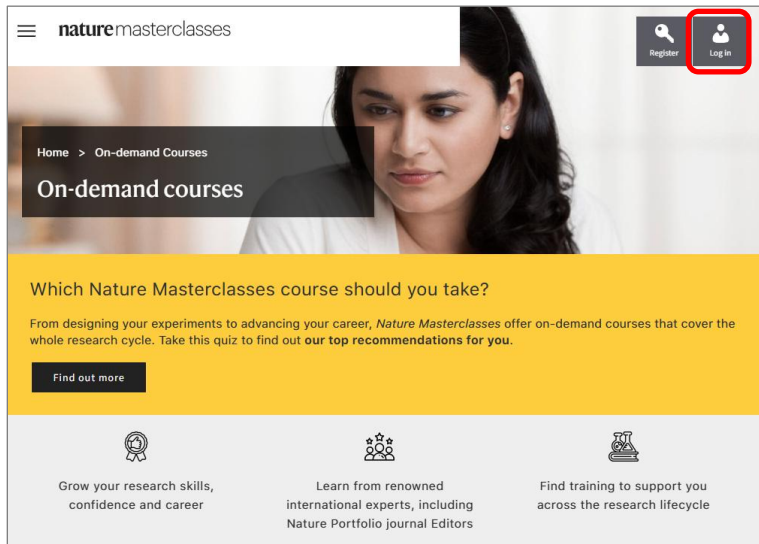 nature masterclasses
Register
Log in
Home > On-demand Courses
On-demand courses
Which Nature Masterclasses course should you take?
From designing your experiments to advancing your career, Nature Masterclasses offer on-demand courses that cover the
whole research cycle. Take this quiz to find out our top recommendations for you.
Find out more
Grow your research skills,
confidence and career
Learn from renowned
international experts, including
Nature Portfolio journal Editors
Find training to support you
across the research lifecycle